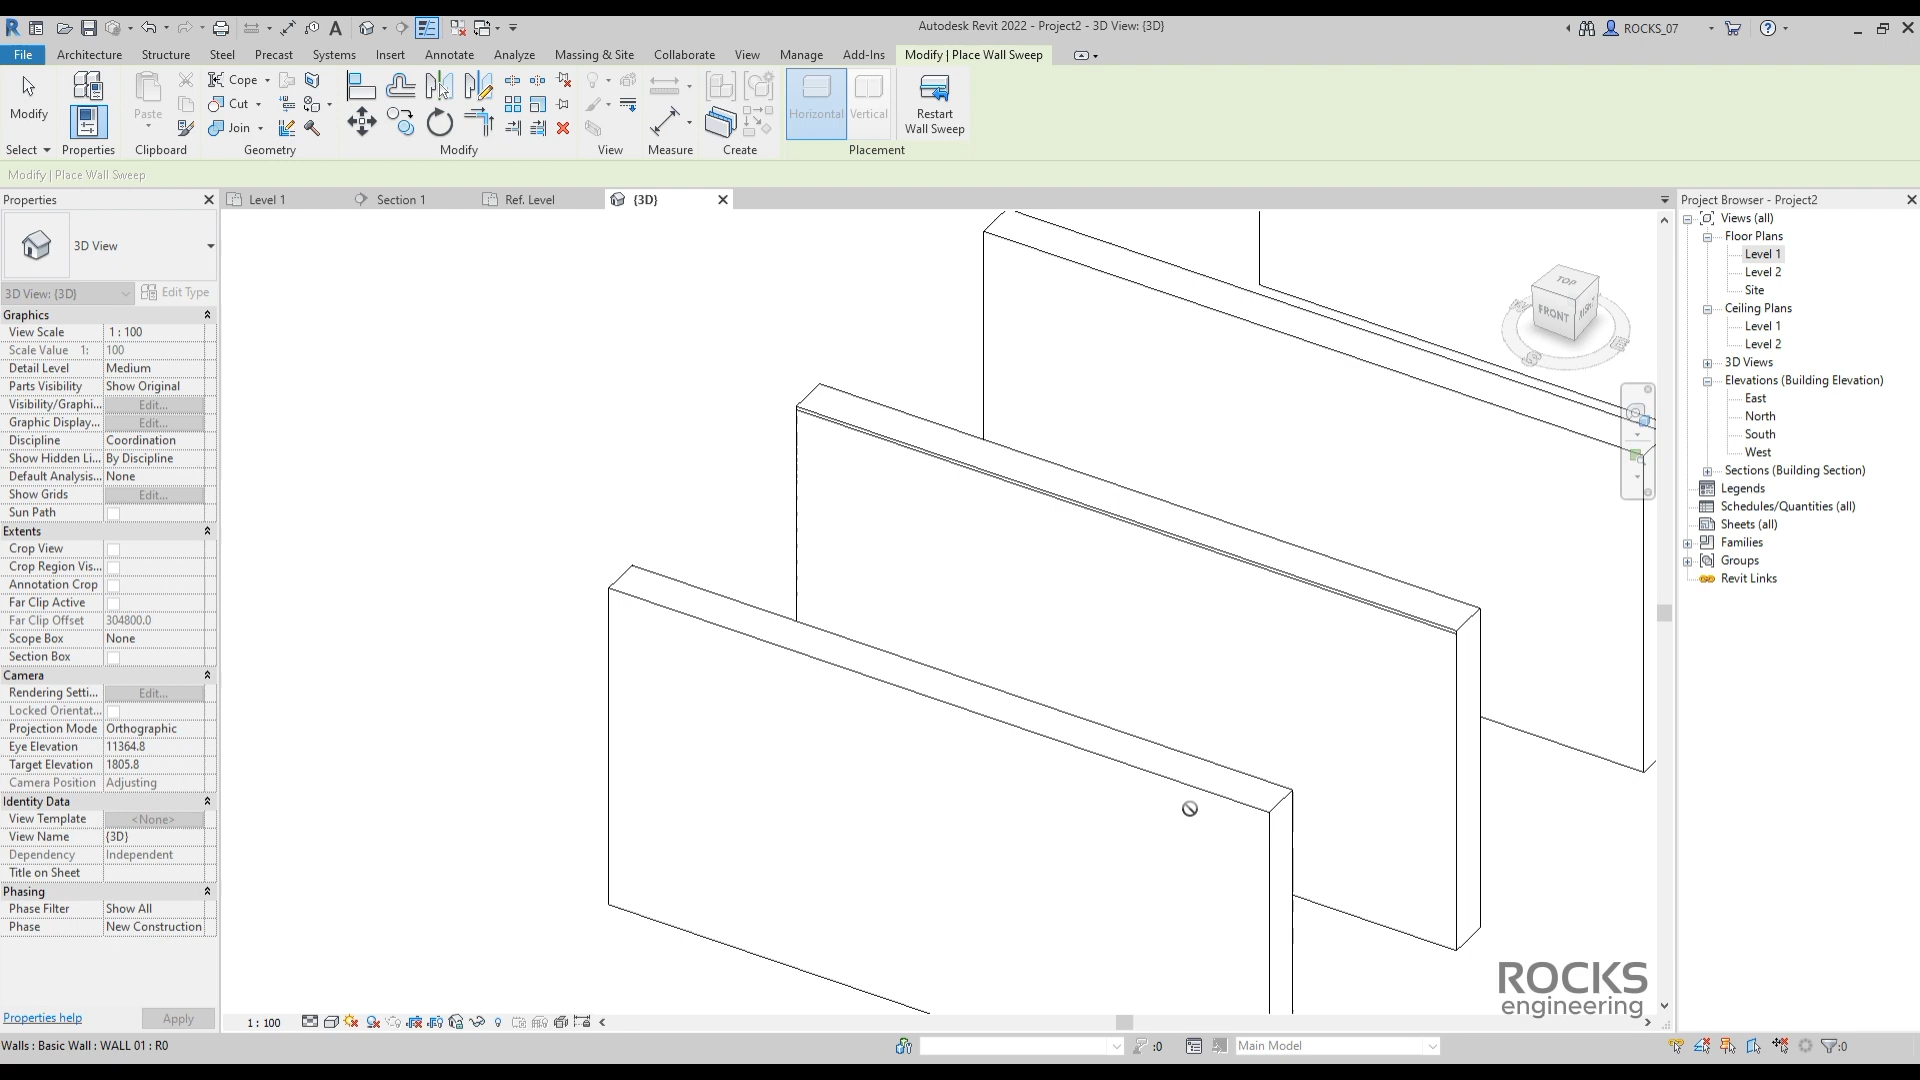 Autodesk Revit 2022 - Project2 - 3D View: {3D}
ROCKS_07
File Architecture Structure Steel Precast Systems Insert Annotate Analyze Massing & Site Collaborate View Manage Add-Ins Modify | Place Wall Sweep
Modify
Paste
Cope
Cut
Join
Horizontal
Vertical
Restart
Wall Sweep
Select
Properties
Clipboard
Geometry
Modify
View
Measure
Create
Placement
Modify | Place Wall Sweep
Properties
3D View
3D View: {3D}
Edit Type
Graphics
View Scale 1 : 100
Scale Value 1: 100
Detail Level Medium
Parts Visibility Show Original
Visibility/Graphi... Edit...
Graphic Display... Edit...
Discipline Coordination
Show Hidden Li... By Discipline
Default Analysis... None
Show Grids Edit...
Sun Path
Extents
Crop View
Crop Region Vis...
Annotation Crop
Far Clip Active
Far Clip Offset 304800.0
Scope Box None
Section Box
Camera
Rendering Setti... Edit...
Locked Orientat...
Projection Mode Orthographic
Eye Elevation 11364.8
Target Elevation 1805.8
Camera Position Adjusting
Identity Data
View Template <None>
View Name {3D}
Dependency Independent
Title on Sheet
Phasing
Phase Filter Show All
Phase New Construction
Properties help
Apply
Level 1
Section 1
Ref. Level
{3D}
TOP
FRONT
ROCKS
engineering
1 : 100
Project Browser - Project2
Views (all)
Floor Plans
Level 1
Level 2
Site
Ceiling Plans
Level 1
Level 2
3D Views
Elevations (Building Elevation)
East
North
South
West
Sections (Building Section)
Legends
Schedules/Quantities (all)
Sheets (all)
Families
Groups
Revit Links
Walls : Basic Wall : WALL 01 : R0
:0
Main Model
:0